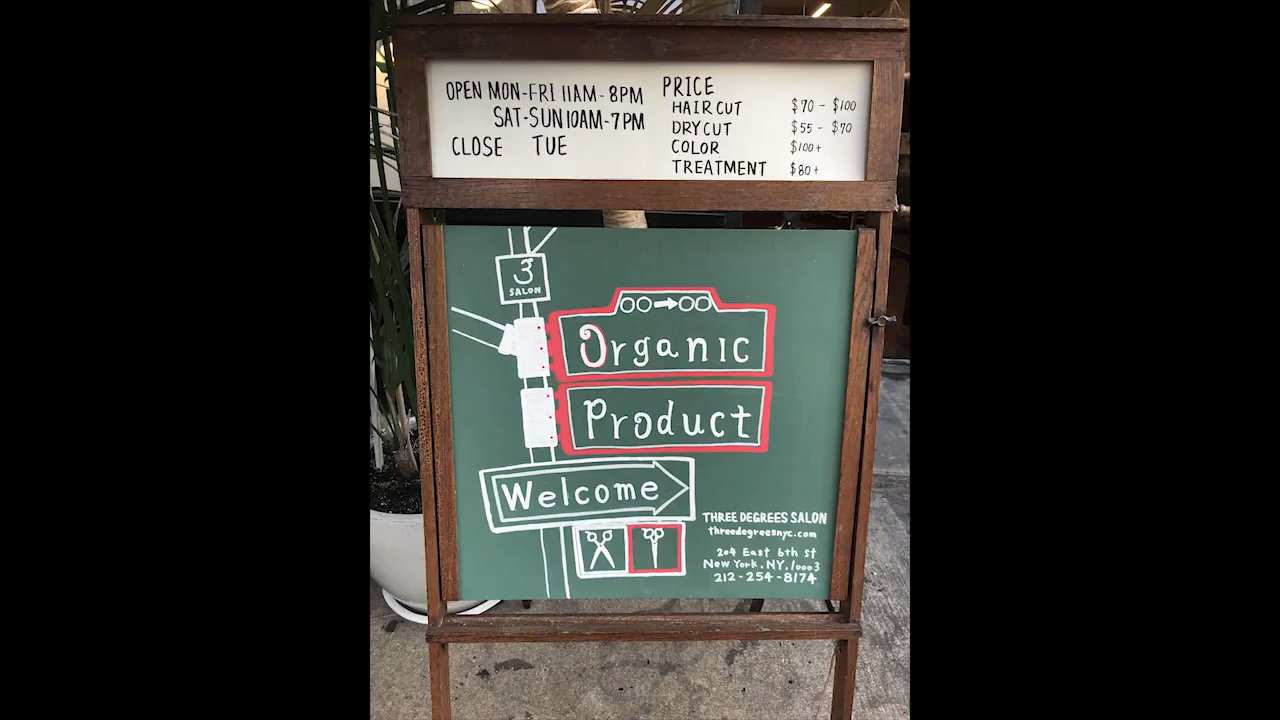 OPEN MON-FRI 11AM-8PM
SAT-SUN 10AM-7PM
CLOSE TUE
PRICE
HAIR CUT $70 - $100
DRY CUT $55 - $70
COLOR $100+
TREATMENT $80+
3
SALON
Organic
Product
Welcome
THREE DEGREES SALON
threedegreesnyc.com
204 East 6th st
New York, NY, 10003
212-254-8174